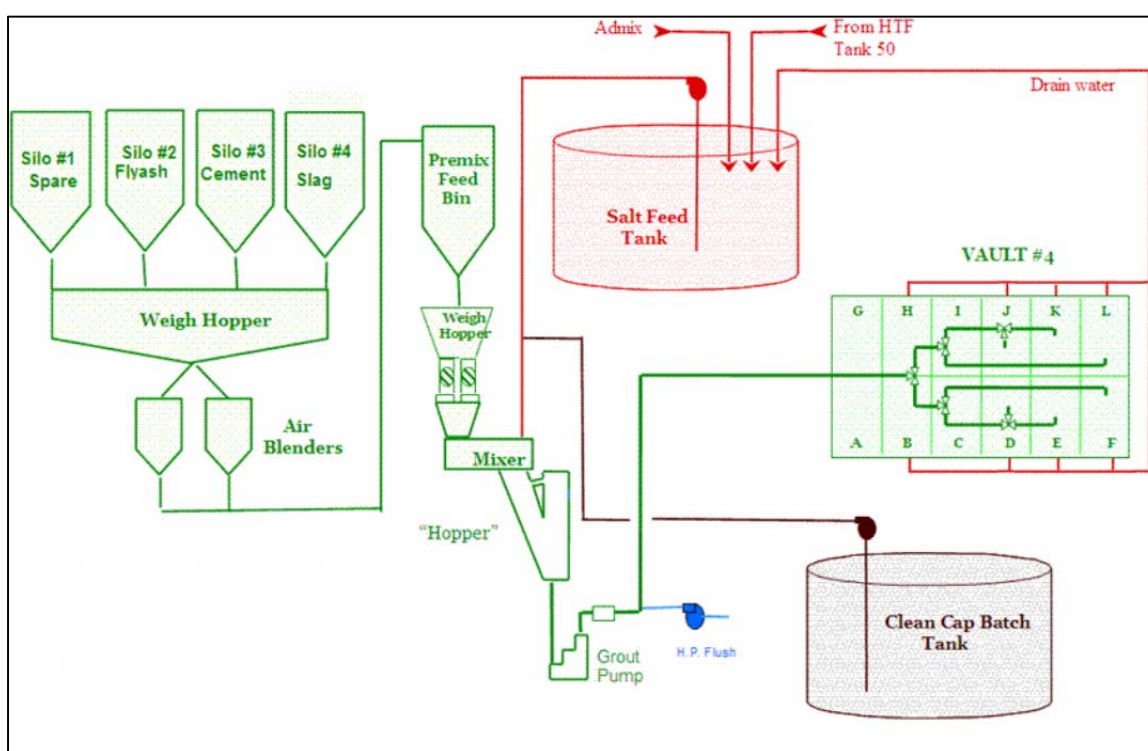 Admix
From HTF
Tank 50
Drain water
Silo #1
Spare
Silo #2
Flyash
Silo #3
Cement
Silo #4
Slag
Premix
Feed
Bin
Salt Feed
Tank
VAULT #4
Weigh Hopper
Weigh
Hopper
G H I J K L
Air
Blenders
A B C D E F
Mixer
"Hopper"
Clean Cap Batch
Tank
H.P. Flush
Grout
Pump